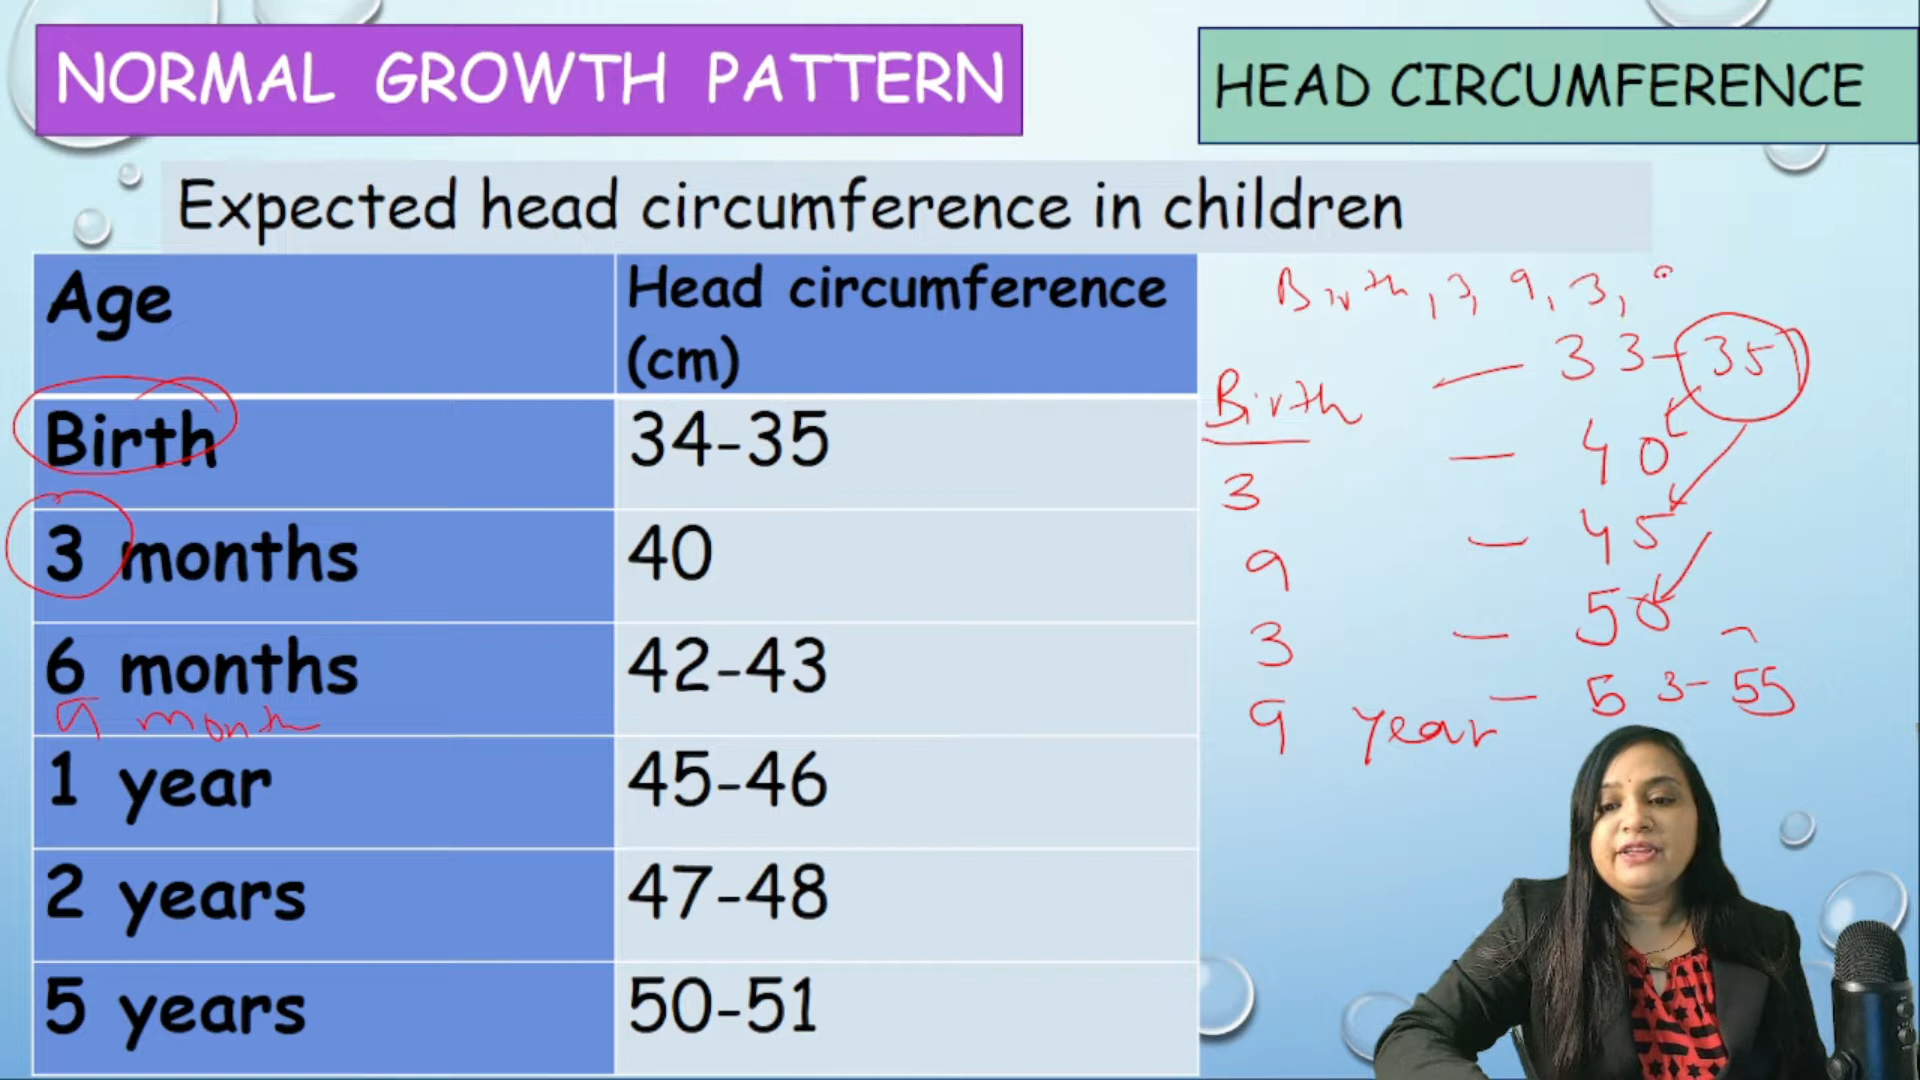 NORMAL GROWTH PATTERN
HEAD CIRCUMFERENCE
Expected head circumference in children
Age
Head circumference
(cm)
Birth
34-35
3 months
40
6 months
42-43
9 month
1 year
45-46
2 years
47-48
5 years
50-51
Birth, 3, 9, 3,
Birth — 33-35
3 — 40
9 — 45
3 — 50
9 year — 53-55